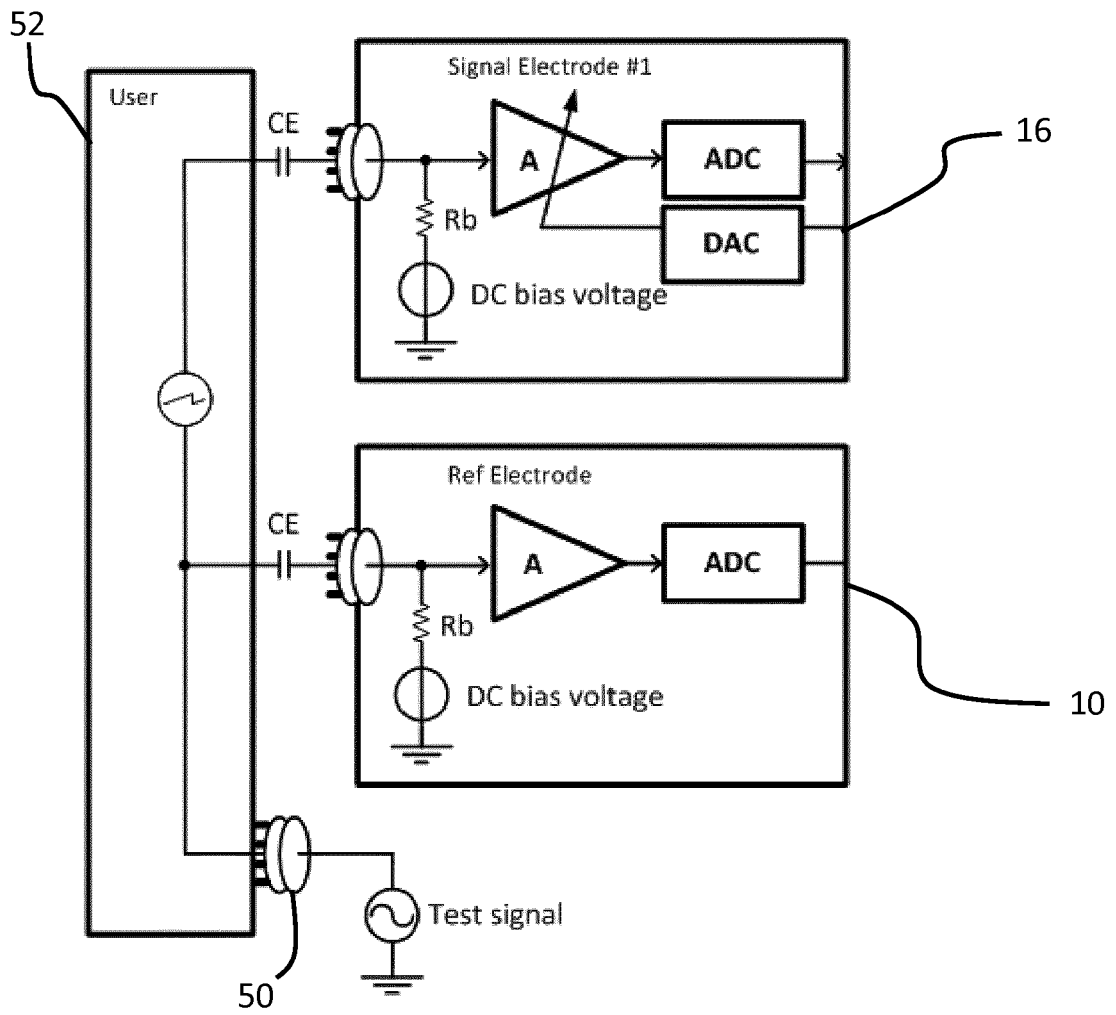 52
User
CE
Signal Electrode #1
A
ADC
16
Rb
DAC
DC bias voltage
Ref Electrode
CE
A
ADC
Rb
DC bias voltage
10
Test signal
50